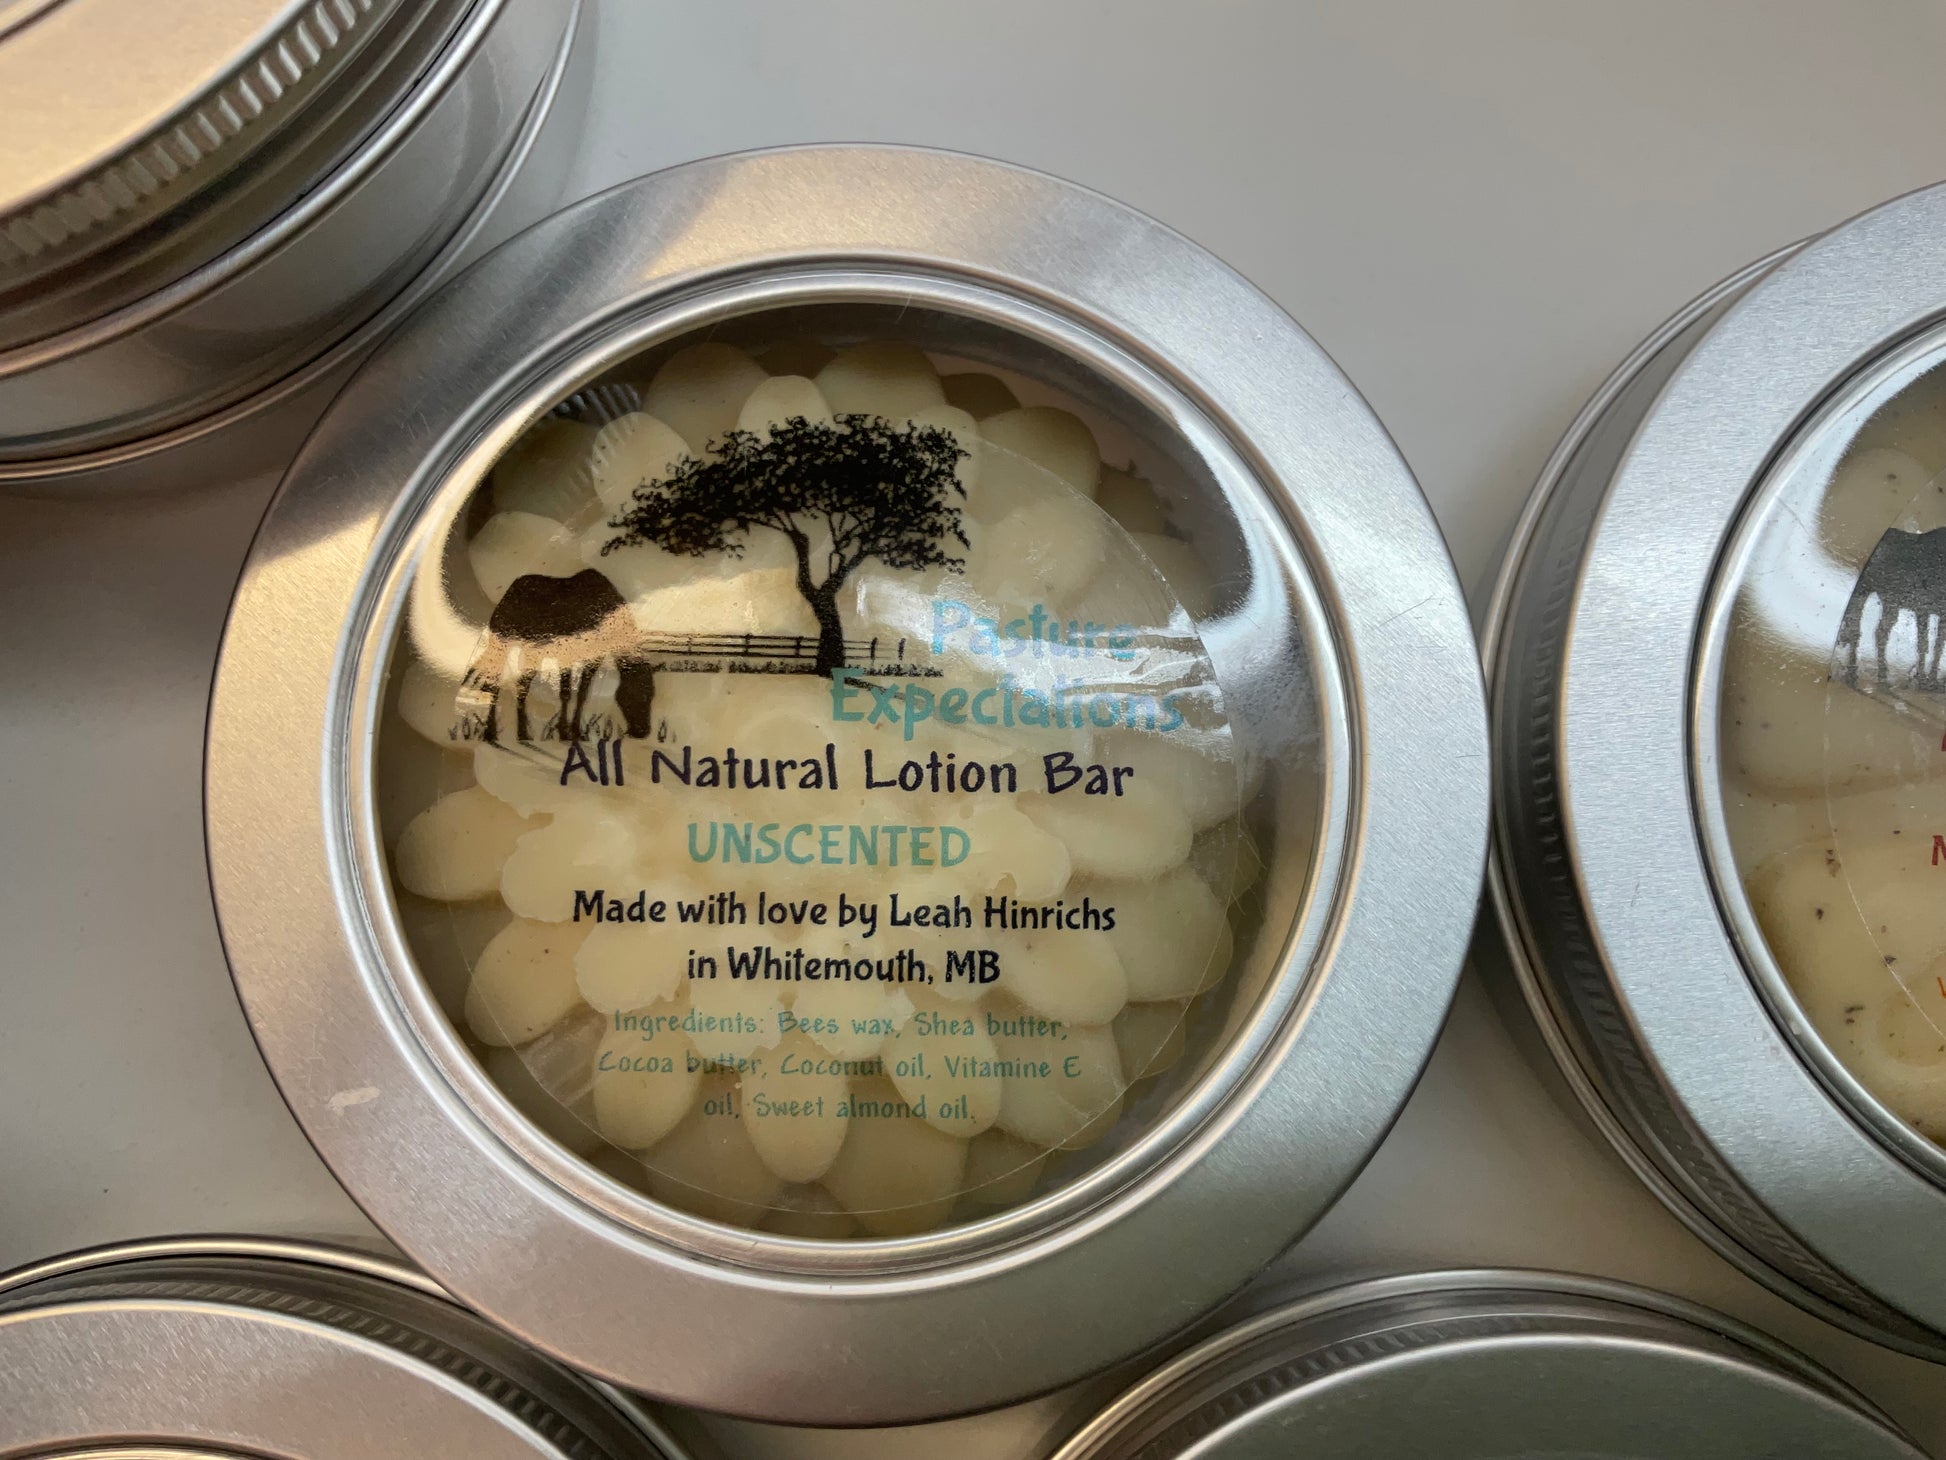 Pasture
Expeciations
All Natural Lotion Bar
UNSCENTED
Made with love by Leah Hinrichs
in Whitemouth, MB
Ingredients: Bees wax, Shea butter,
Cocoa butter, Coconut oil, Vitamine E
oil, Sweet almond oil.